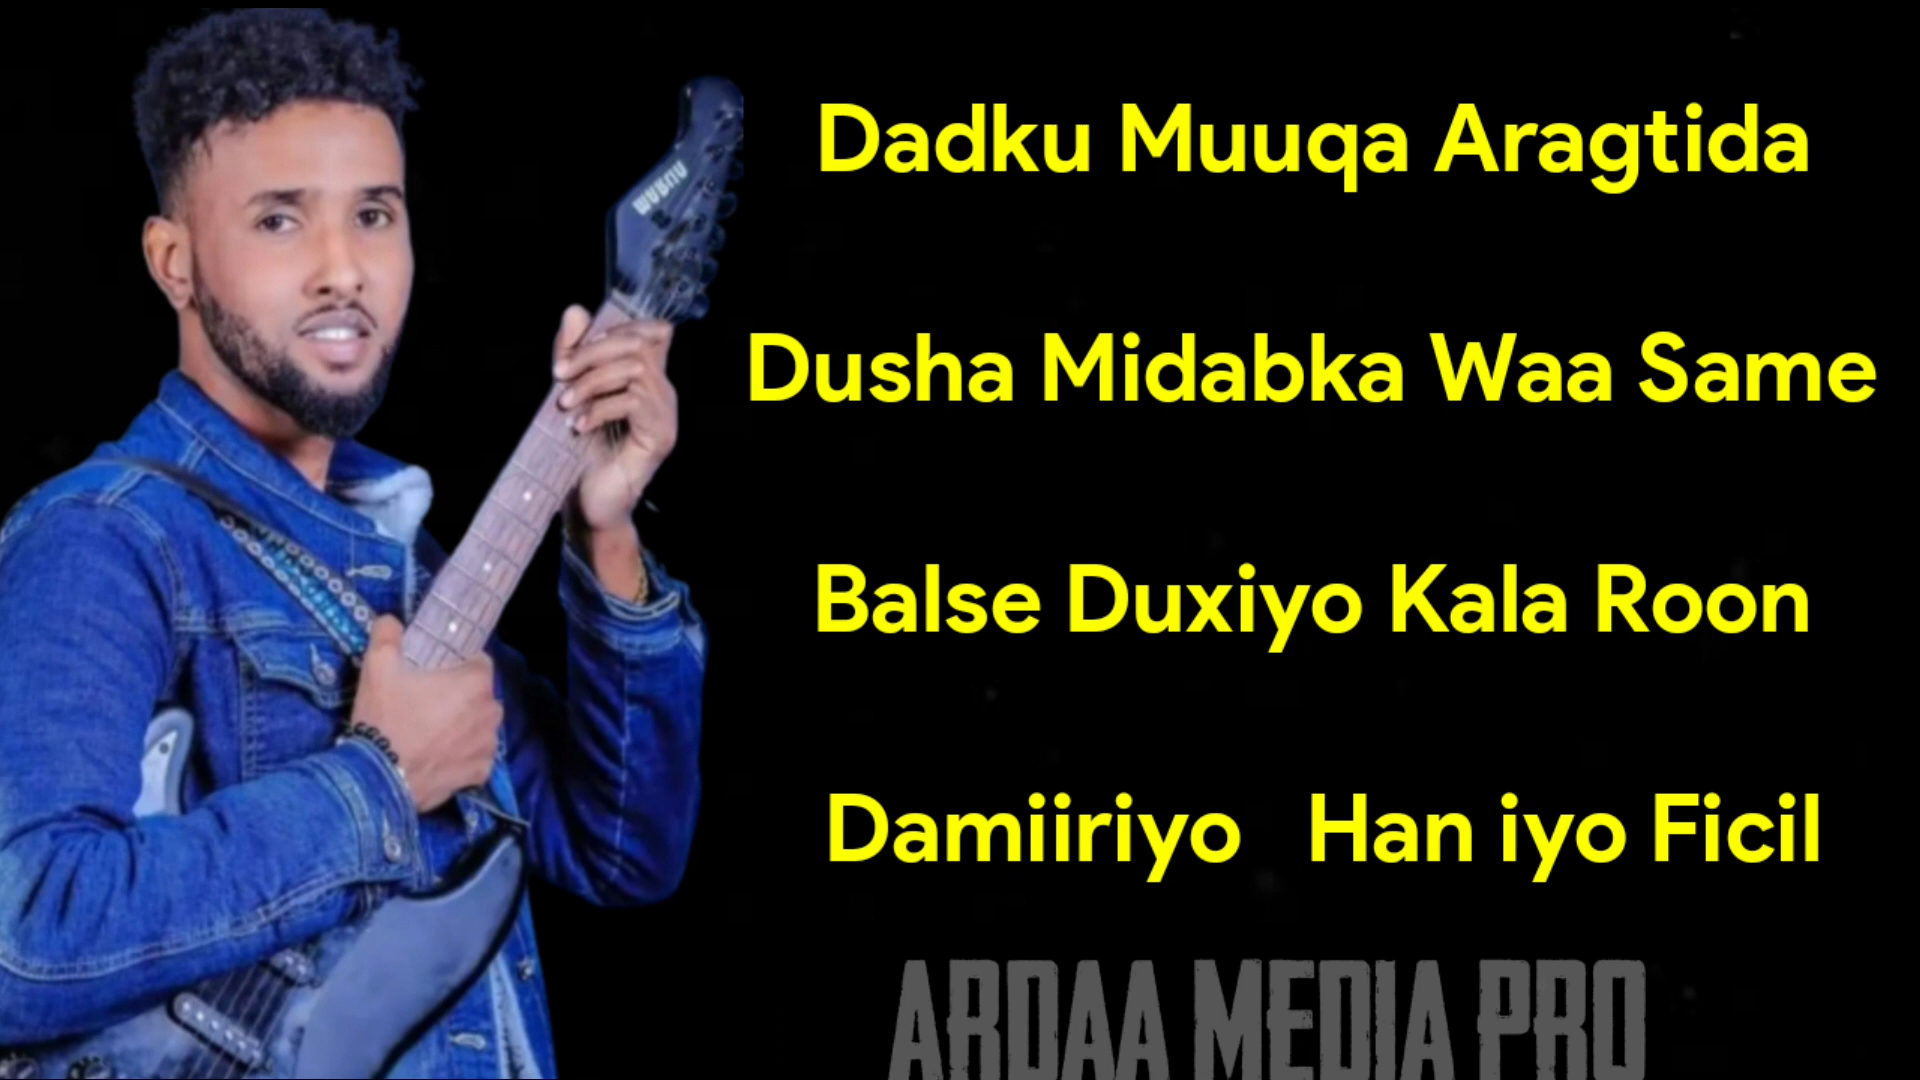 Dadku Muuqa Aragtida
Dusha Midabka Waa Same
Balse Duxiyo Kala Roon
Damiiriyo Han iyo Ficil
ARDAA MEDIA PRO